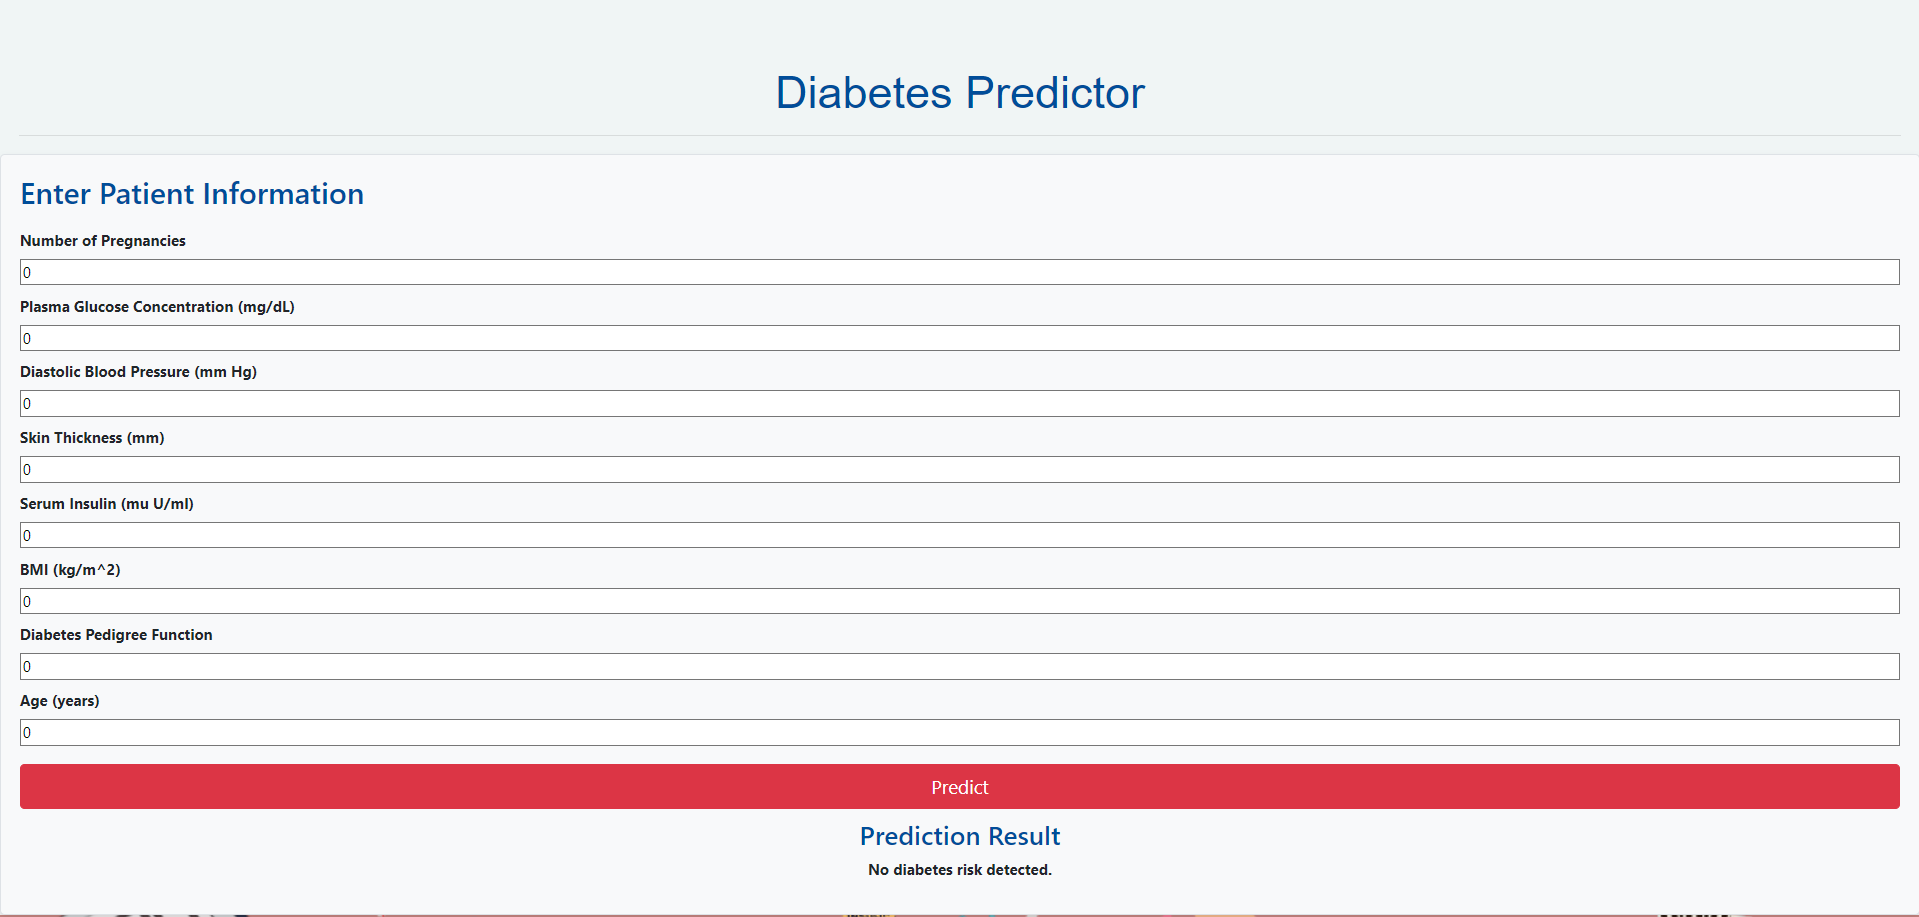 Diabetes Predictor
Enter Patient Information
Number of Pregnancies
0
Plasma Glucose Concentration (mg/dL)
0
Diastolic Blood Pressure (mm Hg)
0
Skin Thickness (mm)
0
Serum Insulin (mu U/ml)
0
BMI (kg/m^2)
0
Diabetes Pedigree Function
0
Age (years)
0
Predict
Prediction Result
No diabetes risk detected.